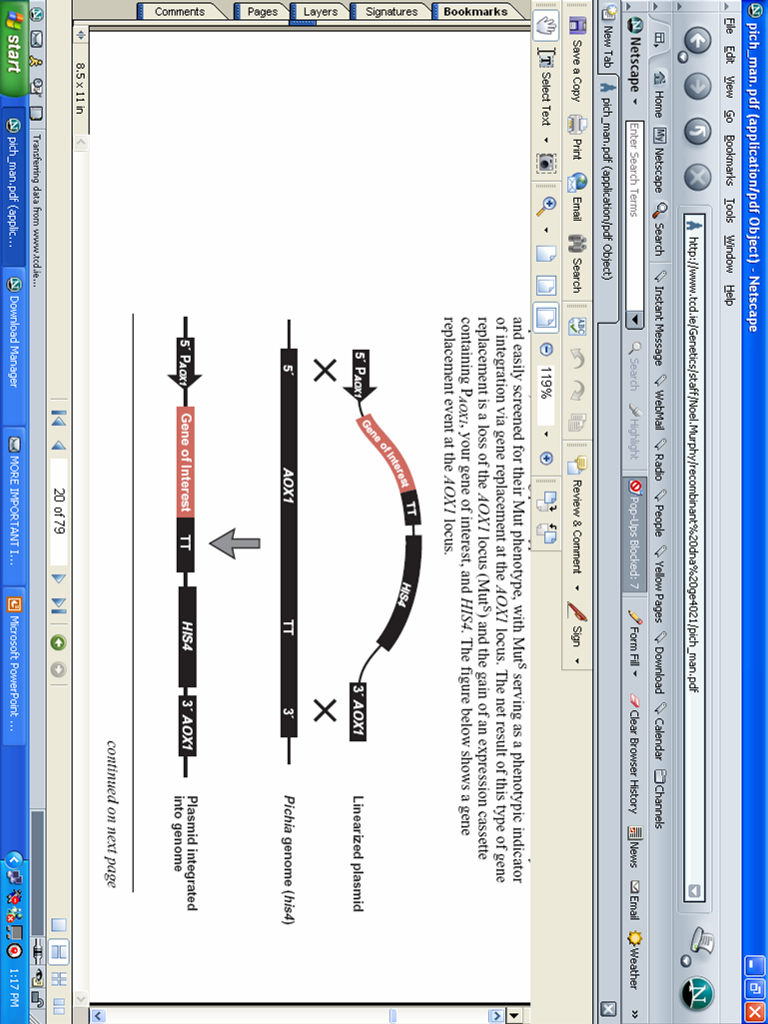 pich_man.pdf (application/pdf Object) - Netscape
File Edit View Go Bookmarks Tools Window Help
http://www.tcd.ie/Genetics/staff/Noel.Murphy/recombinant%20dna%20ge4021/pich_man.pdf
N
Home My Netscape Search Instant Message WebMail Radio People Yellow Pages Download Calendar Channels
Netscape Enter Search Terms Search Highlight Pop-Ups Blocked: 7 Form Fill Clear Browser History News Email Weather »
New Tab pich_man.pdf (application/pdf Object)
Save a Copy Print Email Search Review & Comment Sign
Select Text 119%
Bookmarks
Signatures
Layers
Pages
Comments
and easily screened for their Mut phenotype, with Mutˢ serving as a phenotypic indicator
of integration via gene replacement at the AOX1 locus. The net result of this type of gene
replacement is a loss of the AOX1 locus (Mutˢ) and the gain of an expression cassette
containing PAOX1, your gene of interest, and HIS4. The figure below shows a gene
replacement event at the AOX1 locus.
5´ PAOX1 Gene of Interest TT HIS4 3´ AOX1 Linearized plasmid
5´ AOX1 TT 3´ Pichia genome (his4)
5´ PAOX1 Gene of Interest TT HIS4 3´ AOX1 Plasmid integrated
into genome
continued on next page
8.5 x 11 in
20 of 79
Transferring data from www.tcd.ie...
start pich_man.pdf (applic... Download Manager MORE IMPORTANT I... Microsoft PowerPoint ... 1:17 PM